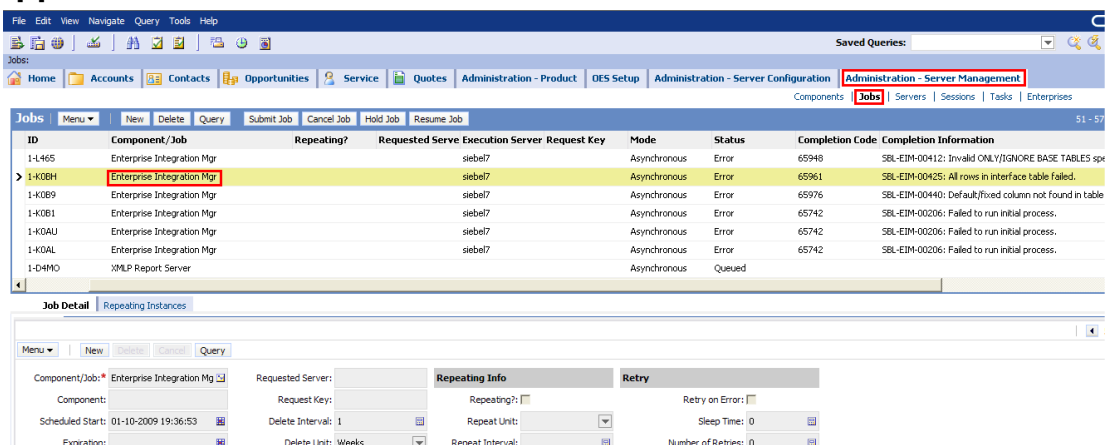 File Edit View Navigate Query Tools Help
Saved Queries:
Jobs:
Home Accounts Contacts Opportunities Service Quotes Administration - Product OES Setup Administration - Server Configuration Administration - Server Management
Components | Jobs | Servers | Sessions | Tasks | Enterprises
Jobs Menu New Delete Query Submit Job Cancel Job Hold Job Resume Job 51 - 57
ID Component/Job Repeating? Requested Serve Execution Server Request Key Mode Status Completion Code Completion Information
1-L465 Enterprise Integration Mgr siebel7 Asynchronous Error 65948 SBL-EIM-00412: Invalid ONLY/IGNORE BASE TABLES spe
1-K0BH Enterprise Integration Mgr siebel7 Asynchronous Error 65961 SBL-EIM-00425: All rows in interface table failed.
1-K0B9 Enterprise Integration Mgr siebel7 Asynchronous Error 65976 SBL-EIM-00440: Default/fixed column not found in table
1-K0B1 Enterprise Integration Mgr siebel7 Asynchronous Error 65742 SBL-EIM-00206: Failed to run initial process.
1-K0AU Enterprise Integration Mgr siebel7 Asynchronous Error 65742 SBL-EIM-00206: Failed to run initial process.
1-K0AL Enterprise Integration Mgr siebel7 Asynchronous Error 65742 SBL-EIM-00206: Failed to run initial process.
1-D4MO XMLP Report Server Asynchronous Queued
Job Detail Repeating Instances
Menu New Delete Cancel Query
Component/Job:* Enterprise Integration Mg Requested Server: Repeating Info Retry
Component: Request Key: Repeating?: Retry on Error:
Scheduled Start: 01-10-2009 19:36:53 Delete Interval: 1 Repeat Unit: Sleep Time: 0
Expiration: Delete Unit: Weeks Repeat Interval: Number of Retries: 0